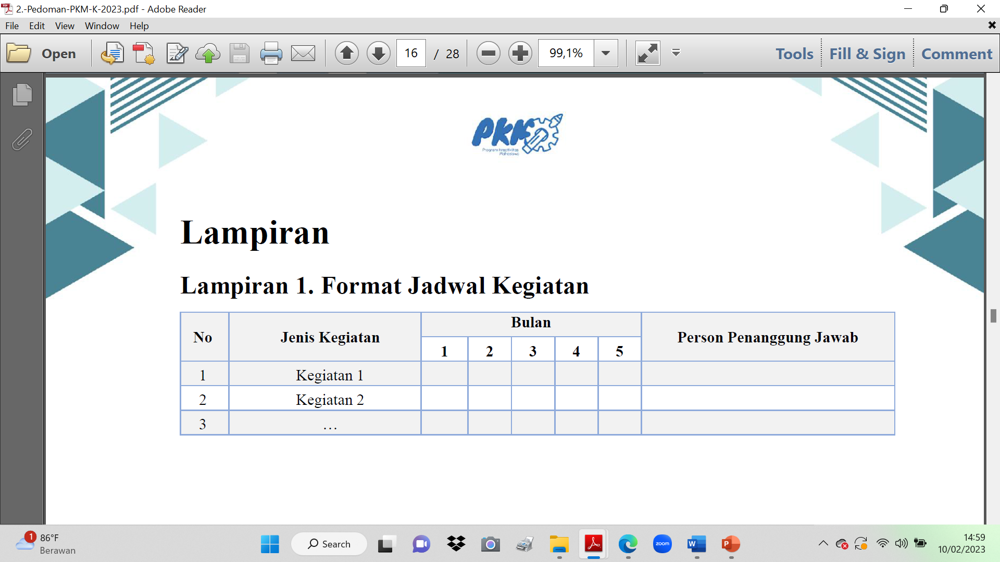 2.-Pedoman-PKM-K-2023.pdf - Adobe Reader
File Edit View Window Help
Open 16 / 28 99,1% Tools Fill & Sign Comment
PKM
Program Kreativitas
Mahasiswa
Lampiran
Lampiran 1. Format Jadwal Kegiatan
No Jenis Kegiatan Bulan Person Penanggung Jawab
1 2 3 4 5
1 Kegiatan 1
2 Kegiatan 2
3 ...
1 86°F
Berawan
Search
zoom
14:59
10/02/2023